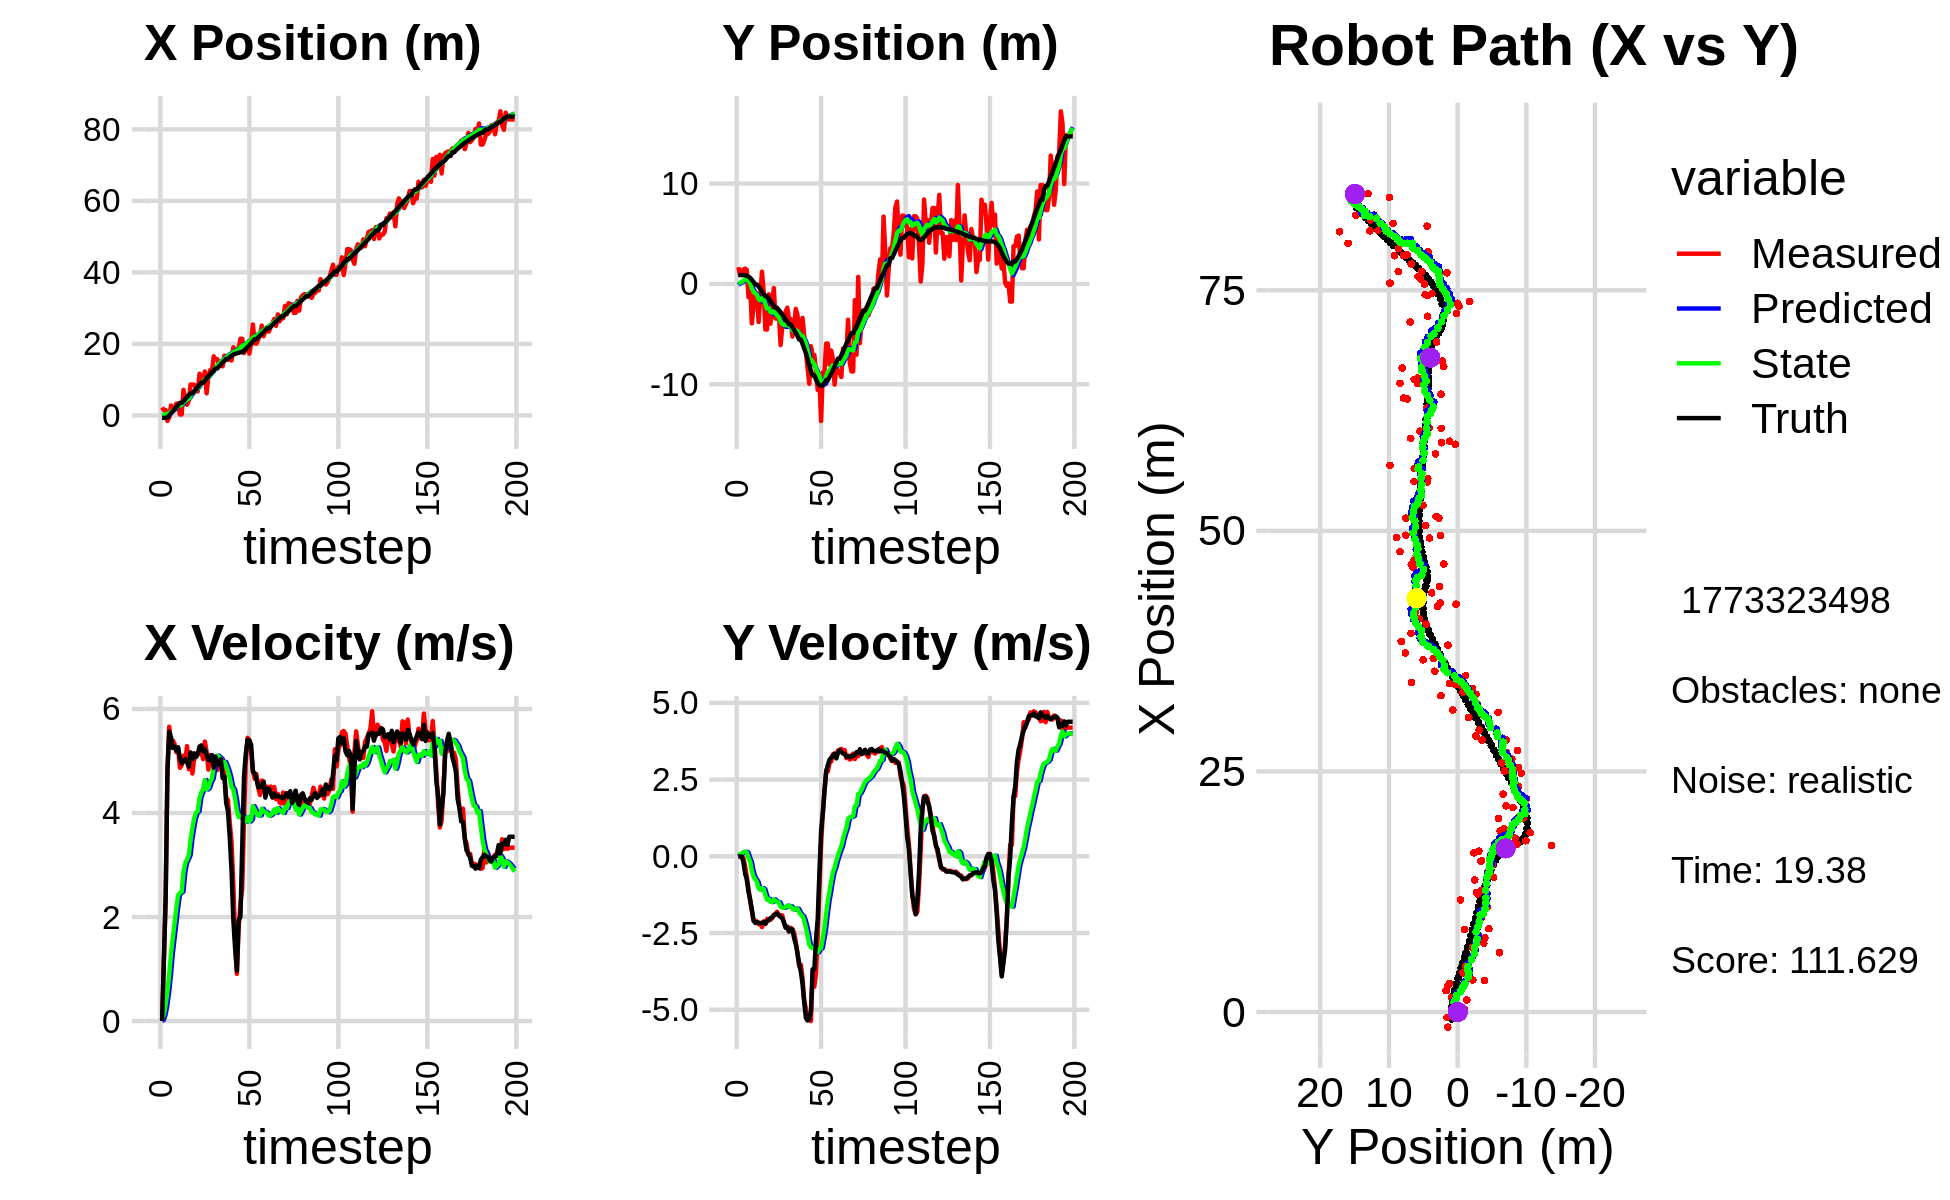 X Position (m)
80
60
40
20
0
0
50
100
150
200
timestep
Y Position (m)
10
0
-10
0
50
100
150
200
timestep
X Velocity (m/s)
6
4
2
0
0
50
100
150
200
timestep
Y Velocity (m/s)
5.0
2.5
0.0
-2.5
-5.0
0
50
100
150
200
timestep
Robot Path (X vs Y)
X Position (m)
75
50
25
0
20 10 0 -10 -20
Y Position (m)
variable
Measured
Predicted
State
Truth
1773323498
Obstacles: none
Noise: realistic
Time: 19.38
Score: 111.629